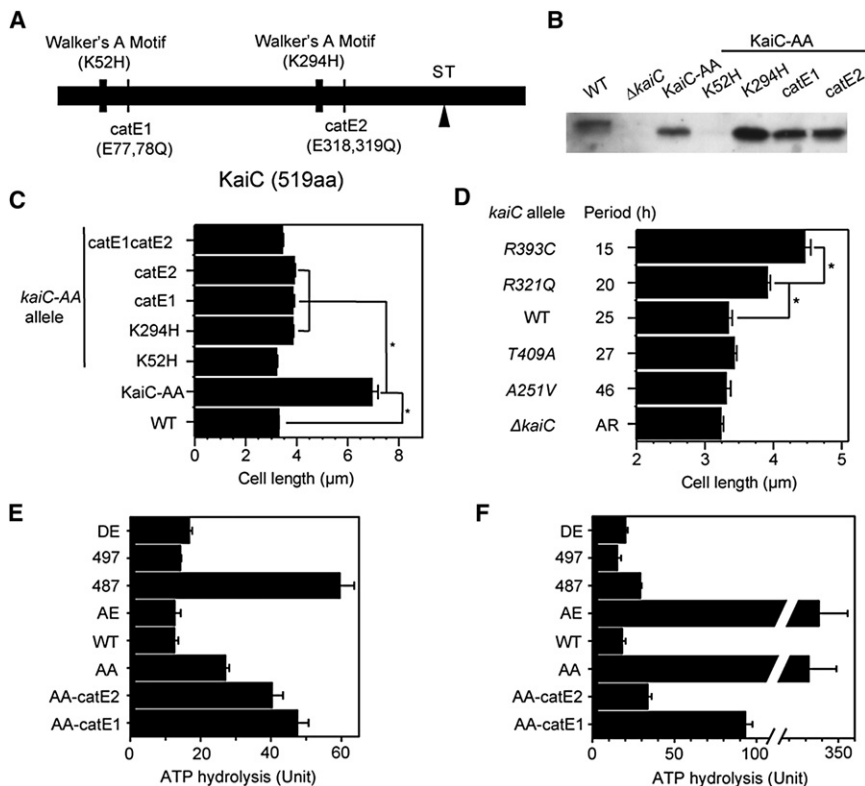 A
Walker's A Motif
(K52H)
Walker's A Motif
(K294H)
ST
catE1
(E77,78Q)
catE2
(E318,319Q)
KaiC (519aa)
B
KaiC-AA
WT
ΔkaiC
KaiC-AA
K52H
K294H
catE1
catE2
C
kaiC-AA
allele
catE1catE2
catE2
catE1
K294H
K52H
KaiC-AA
WT
*
*
0 2 4 6 8
Cell length (µm)
D
kaiC allele Period (h)
R393C 15
R321Q 20
WT 25
T409A 27
A251V 46
ΔkaiC AR
*
*
2 3 4 5
Cell length (µm)
E
DE
497
487
AE
WT
AA
AA-catE2
AA-catE1
0 20 40 60
ATP hydrolysis (Unit)
F
DE
497
487
AE
WT
AA
AA-catE2
AA-catE1
0 50 100 350
ATP hydrolysis (Unit)